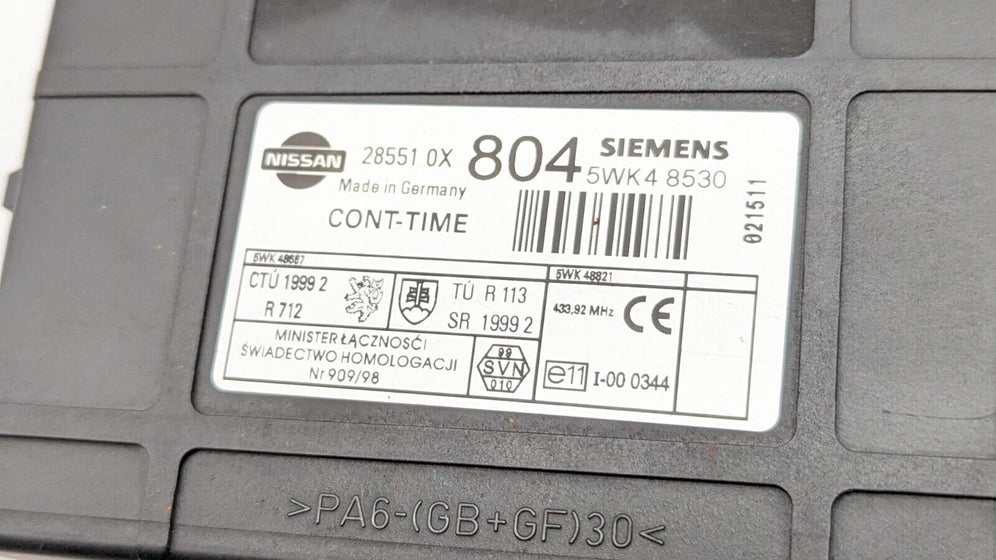 NISSAN
28551 0X 804 SIEMENS
5WK4 8530
Made in Germany
CONT-TIME
021511
5WK 48687
5WK 48821
CTÚ 1999 2
R 712
TÚ R 113
SR 1999 2
433,92 MHz CE
MINISTER ŁĄCZNOŚCI
ŚWIADECTWO HOMOLOGACJI
Nr 909/98
99
SVN
010
e11 I-00 0344
>PA6-(GB+GF)30<